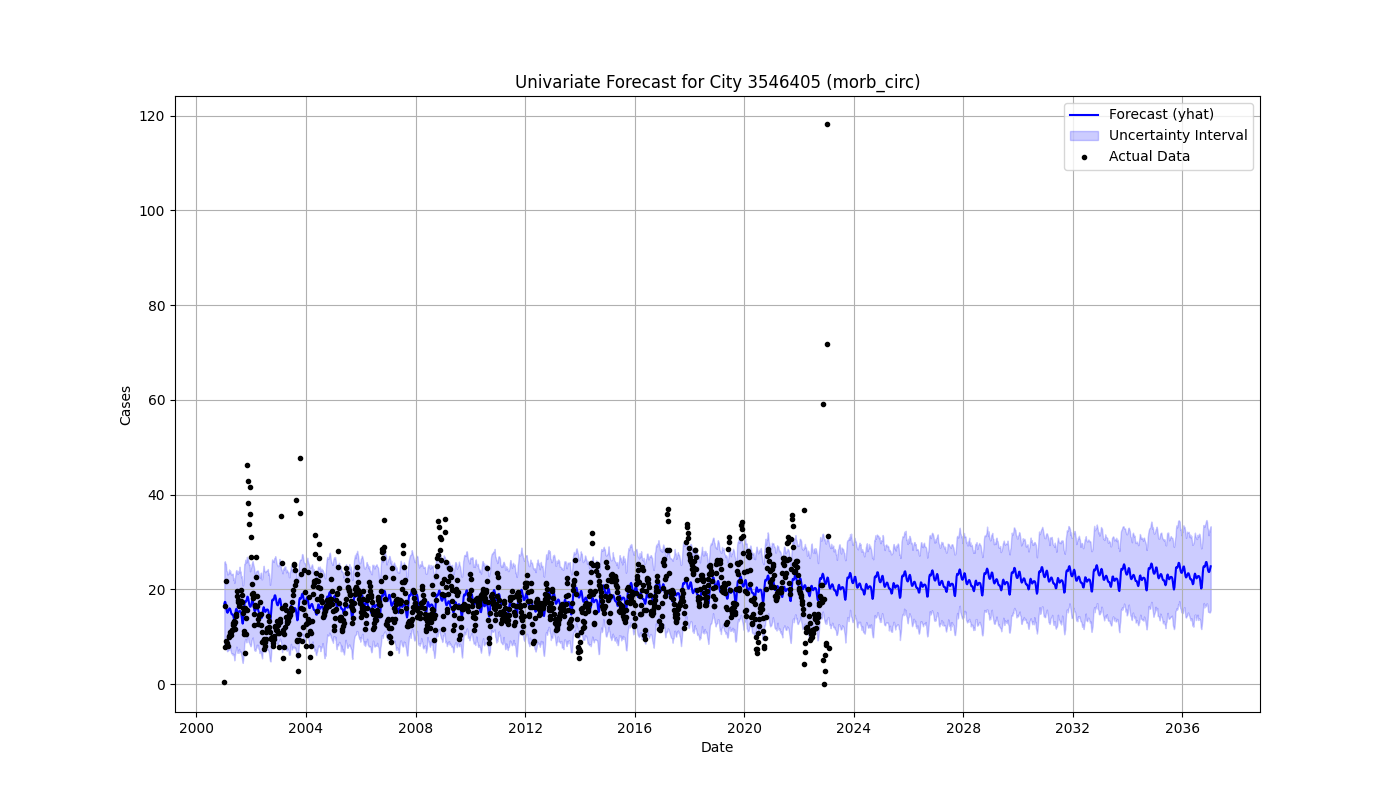 Univariate Forecast for City 3546405 (morb_circ)
Forecast (yhat)
Uncertainty Interval
Actual Data
120
100
80
60
40
20
0
Cases
2000
2004
2008
2012
2016
2020
2024
2028
2032
2036
Date